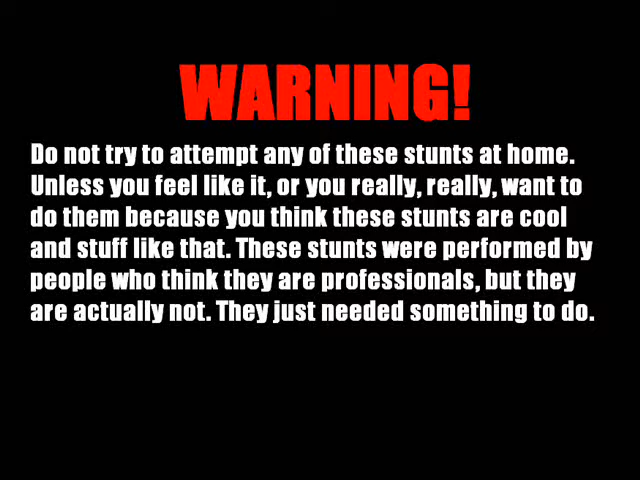 WARNING!
Do not try to attempt any of these stunts at home.
Unless you feel like it, or you really, really, want to
do them because you think these stunts are cool
and stuff like that. These stunts were performed by
people who think they are professionals, but they
are actually not. They just needed something to do.